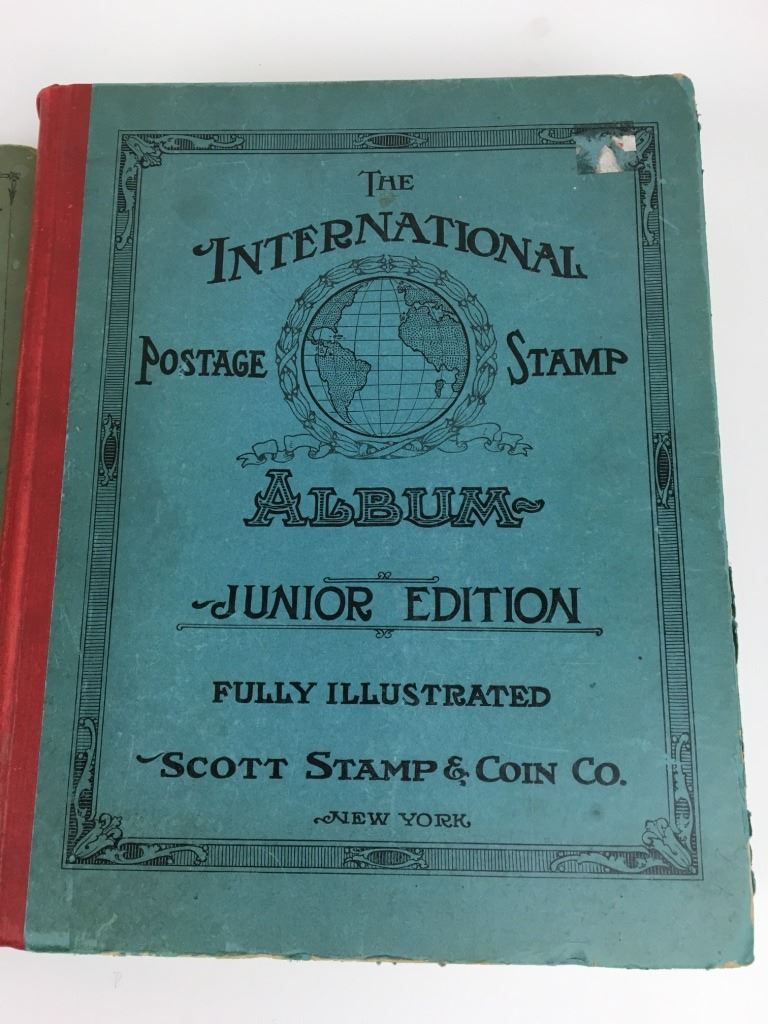 THE
INTERNATIONAL
POSTAGE STAMP
ALBUM
JUNIOR EDITION
FULLY ILLUSTRATED
SCOTT STAMP & COIN CO.
NEW YORK